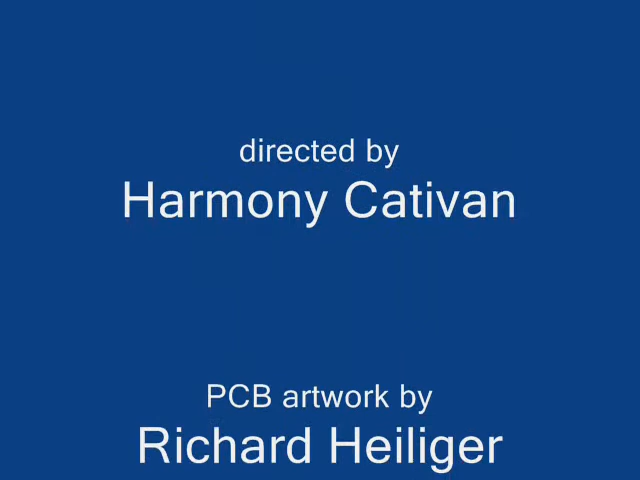 directed by
Harmony Cativan
PCB artwork by
Richard Heiliger